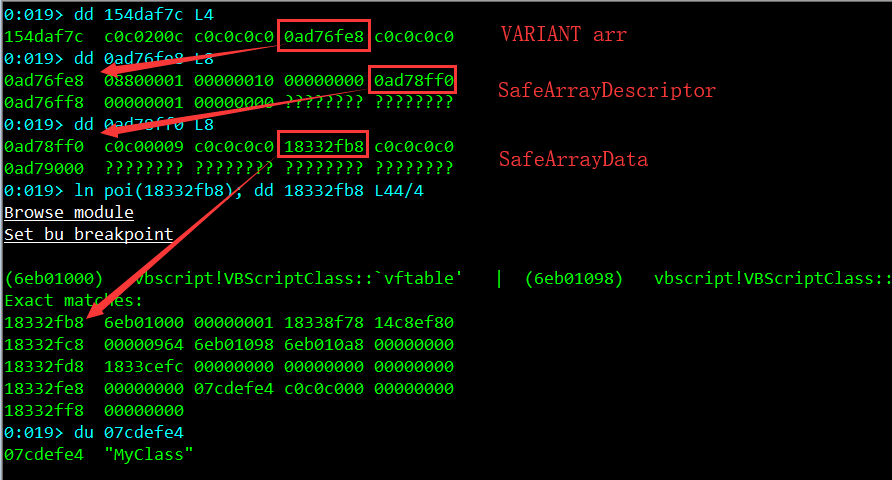 0:019> dd 154daf7c L4
154daf7c  c0c0200c c0c0c0c0 0ad76fe8 c0c0c0c0
VARIANT arr
0:019> dd 0ad76fe8 L8
0ad76fe8  08800001 00000010 00000000 0ad78ff0
SafeArrayDescriptor
0ad76ff8  00000001 00000000 ???????? ????????
0:019> dd 0ad78ff0 L8
0ad78ff0  c0c00009 c0c0c0c0 18332fb8 c0c0c0c0
SafeArrayData
0ad79000  ???????? ???????? ???????? ????????
0:019> ln poi(18332fb8); dd 18332fb8 L44/4
Browse module
Set bu breakpoint
(6eb01000)   vbscript!VBScriptClass::`vftable'   |  (6eb01098)   vbscript!VBScriptClass::
Exact matches:
18332fb8  6eb01000 00000001 18338f78 14c8ef80
18332fc8  00000964 6eb01098 6eb010a8 00000000
18332fd8  1833cefc 00000000 00000000 00000000
18332fe8  00000000 07cdefe4 c0c0c000 00000000
18332ff8  00000000
0:019> du 07cdefe4
07cdefe4  "MyClass"